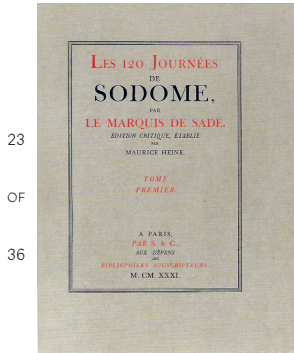 23
OF
36
LES 120 JOURNÉES
DE
SODOME,
PAR
LE MARQUIS DE SADE.
ÉDITION CRITIQUE, ÉTABLIE
PAR
MAURICE HEINE.
TOME
PREMIER
A PARIS,
PAR S. & C.,
AUX DÉPENS
DES
BIBLIOPHILES SOUSCRIPTEURS.
M. CM. XXXI.